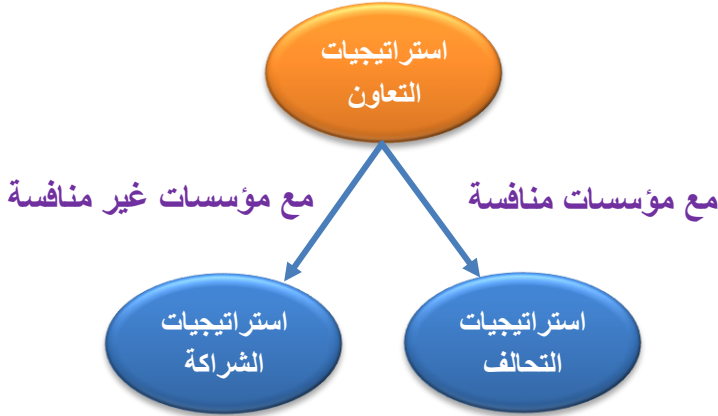 استراتيجيات
التعاون
مع مؤسسات منافسة
مع مؤسسات غير منافسة
استراتيجيات
التحالف
استراتيجيات
الشراكة